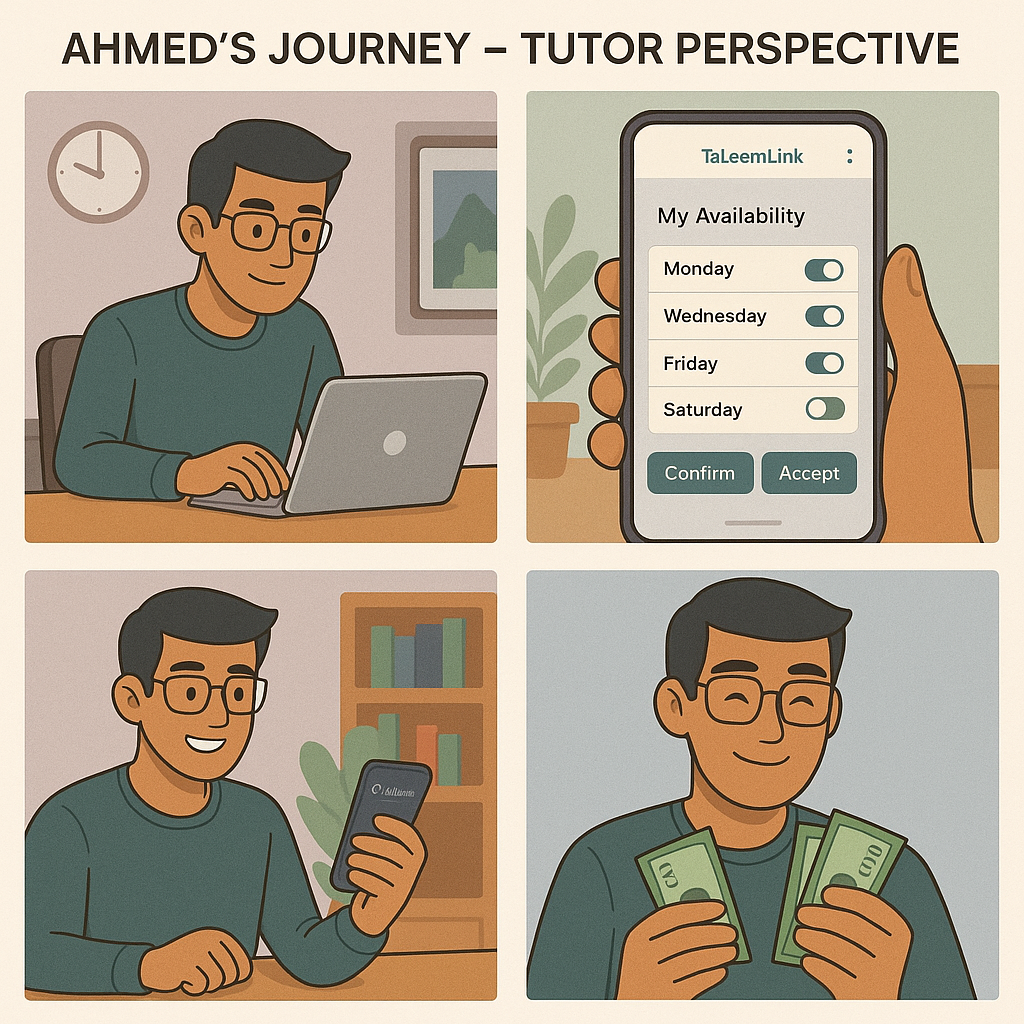 AHMED’S JOURNEY – TUTOR PERSPECTIVE
TaLeemLink
My Availability
Monday
Wednesday
Friday
Saturday
Confirm
Accept